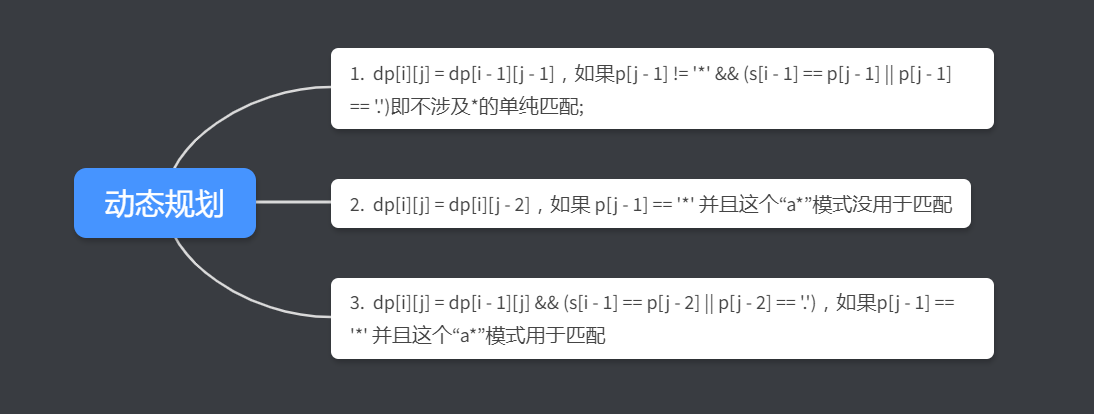 1. dp[i][j] = dp[i - 1][j - 1]，如果p[j - 1] != '*' && (s[i - 1] == p[j - 1] || p[j - 1]
== '.')即不涉及*的单纯匹配;
动态规划
2. dp[i][j] = dp[i][j - 2]，如果 p[j - 1] == '*' 并且这个“a*”模式没用于匹配
3. dp[i][j] = dp[i - 1][j] && (s[i - 1] == p[j - 2] || p[j - 2] == '.')，如果p[j - 1] ==
'*' 并且这个“a*”模式用于匹配